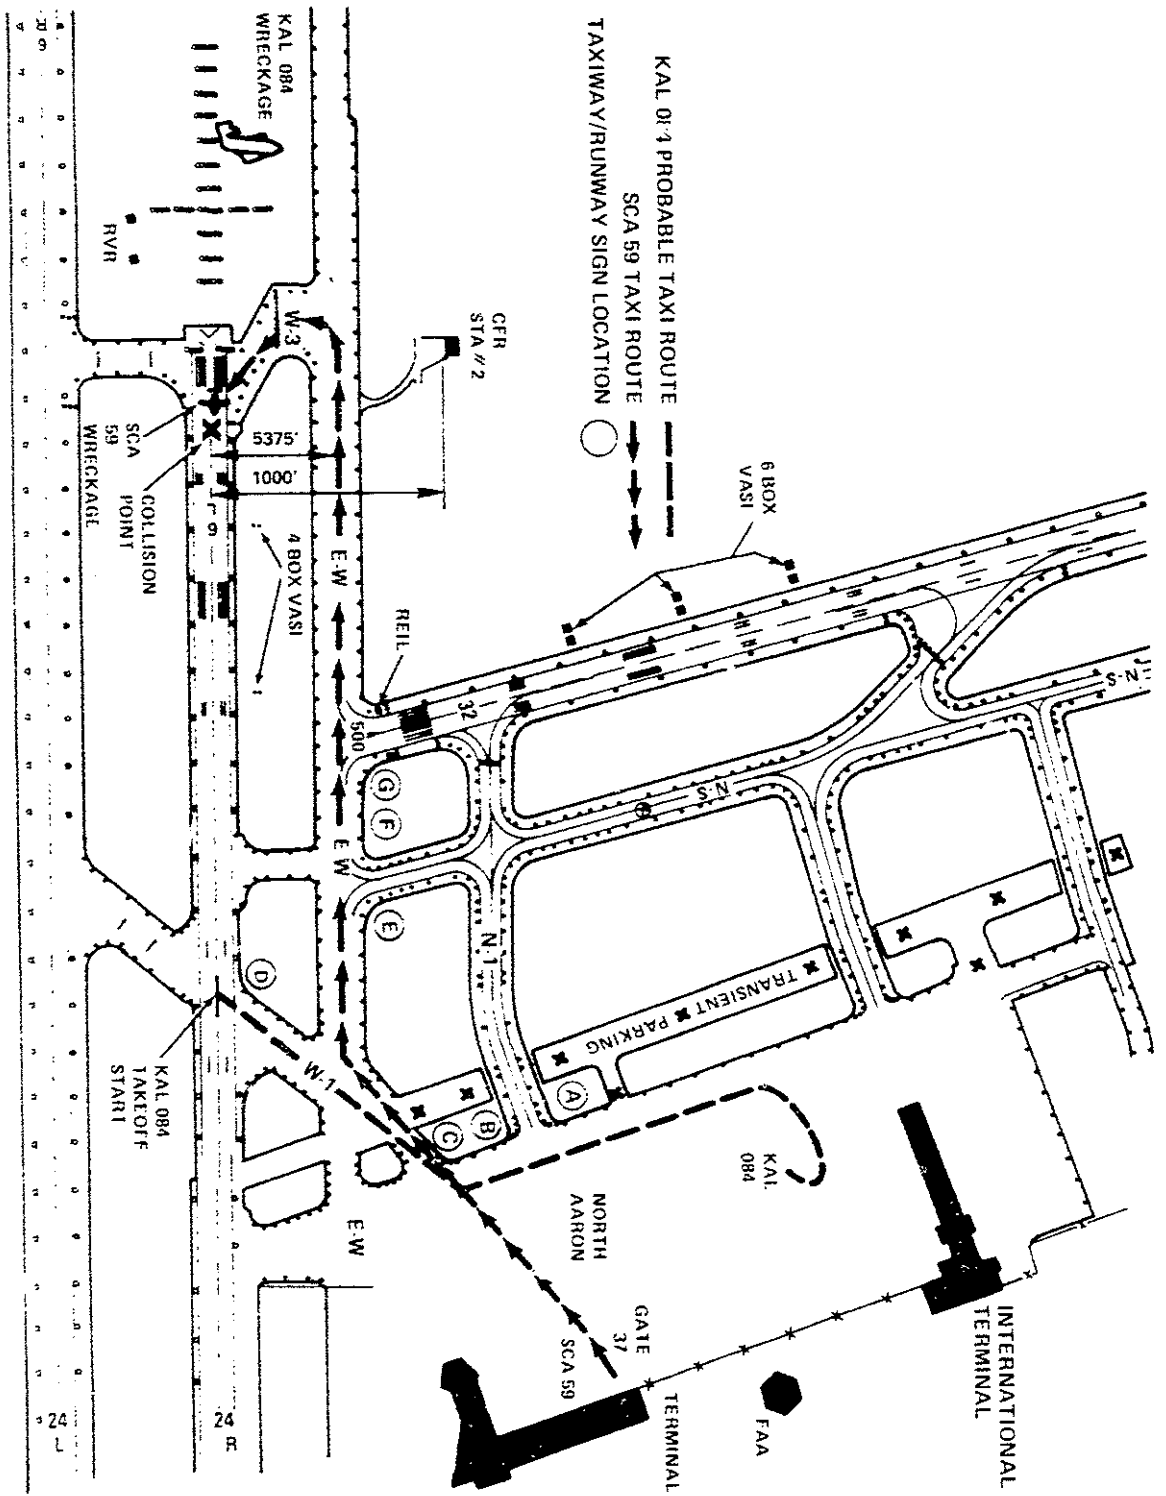 KAL 084 PROBABLE TAXI ROUTE
SCA 59 TAXI ROUTE
TAXIWAY/RUNWAY SIGN LOCATION
KAL 084
WRECKAGE
RVR
W-3
CFR
STA #2
SCA
59
WRECKAGE
COLLISION
POINT
5375'
1000'
4 BOX VASI
6 BOX
VASI
E-W
REIL
500
32
G
F
E W
E
D
N-S
N-S
N-1
TRANSIENT
PARKING
A
B
C
W-1
KAL 084
TAKEOFF
START
E-W
NORTH
AARON
KAL
084
GATE
37
SCA 59
TERMINAL
FAA
INTERNATIONAL
TERMINAL
24
R
24
L